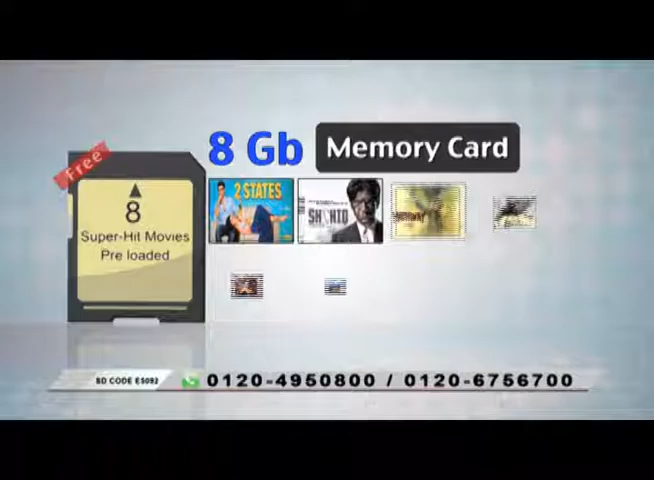 8 Gb Memory Card
Free
8
Super-Hit Movies
Pre loaded
2 STATES
SHAHID
SD CODE E5092
0120-4950800 / 0120-6756700